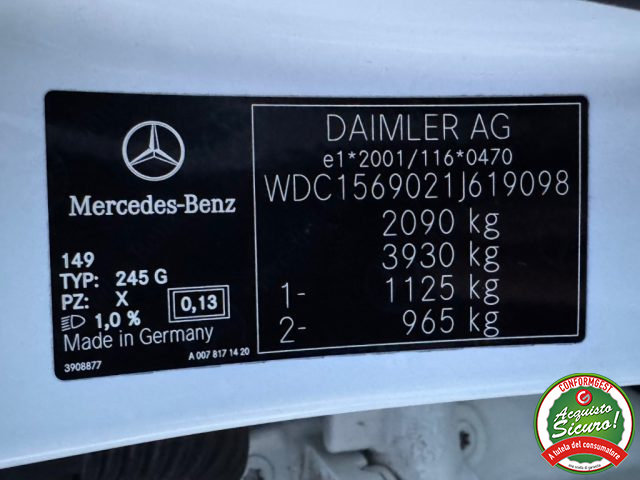 Mercedes-Benz
149
TYP: 245 G
PZ: X
0,13
1,0 %
Made in Germany
3908877
A 007 817 14 20
DAIMLER AG
e1*2001/116*0470
WDC1569021J619098
2090 kg
3930 kg
1- 1125 kg
2- 965 kg
CONFORMGEST
Acquisto
Sicuro!
A tutela del consumatore